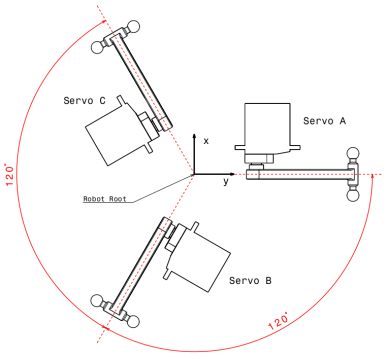 Servo C
Servo A
x
y
120°
Robot Root
Servo B
120°